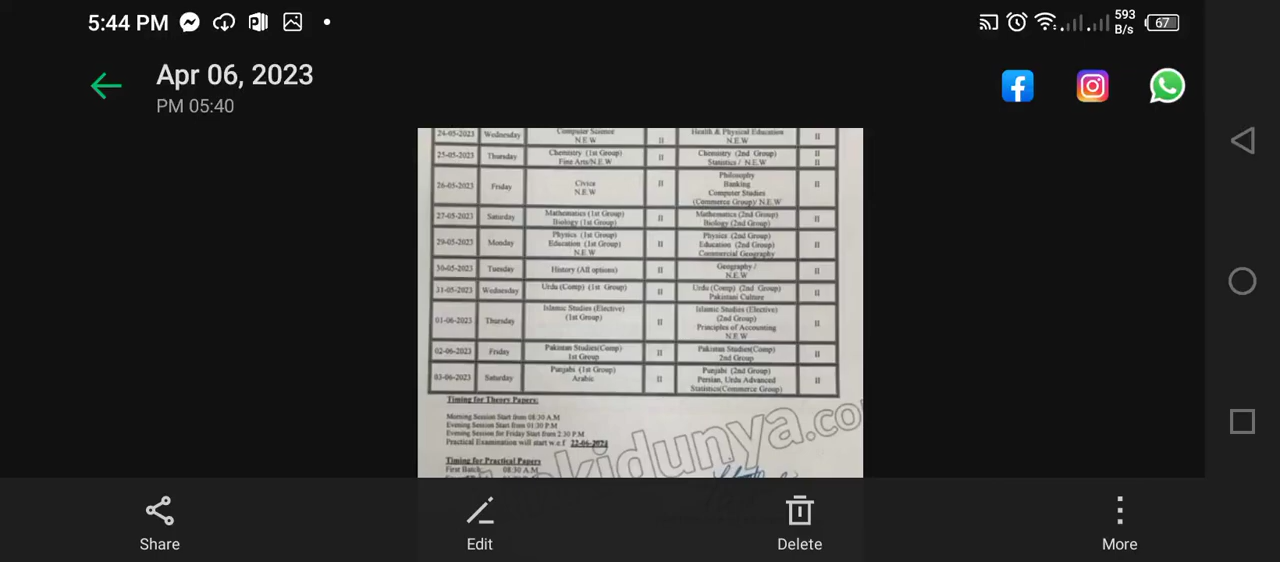 5:44 PM
593
B/s
67
Apr 06, 2023
PM 05:40
24-05-2023 Wednesday Computer Science II Health & Physical Education II
N.E.W N.E.W
25-05-2023 Thursday Chemistry (1st Group) II Chemistry (2nd Group) II
Fine Arts/N.E.W Statistics / N.E.W II
26-05-2023 Friday Civics II Philosophy II
N.E.W Banking
Computer Studies
(Commerce Group)/ N.E.W
27-05-2023 Saturday Mathematics (1st Group) II Mathematics (2nd Group) II
Biology (1st Group) Biology (2nd Group)
29-05-2023 Monday Physics (1st Group) II Physics (2nd Group) II
Education (1st Group) Education (2nd Group)
N.E.W Commercial Geography
30-05-2023 Tuesday History (All options) II Geography / II
N.E.W
31-05-2023 Wednesday Urdu (Comp) (1st Group) II Urdu (Comp) (2nd Group) II
Pakistani Culture
01-06-2023 Thursday Islamic Studies (Elective) II Islamic Studies (Elective) II
(1st Group) (2nd Group)
Principles of Accounting
N.E.W
02-06-2023 Friday Pakistan Studies(Comp) II Pakistan Studies(Comp) II
1st Group 2nd Group
03-06-2023 Saturday Punjabi (1st Group) II Punjabi (2nd Group) II
Arabic Persian, Urdu Advanced
Statistics(Commerce Group)
Timing for Theory Papers:
Morning Session Start from 08:30 A.M
Evening Session Start from 01:30 P.M
Evening Session for Friday Start from 2:30 P.M
Practical Examination will start w.e.f
kidunya.co
Timing for Practical Papers
First Batch 08:30 A.M
Share
Edit
Delete
More